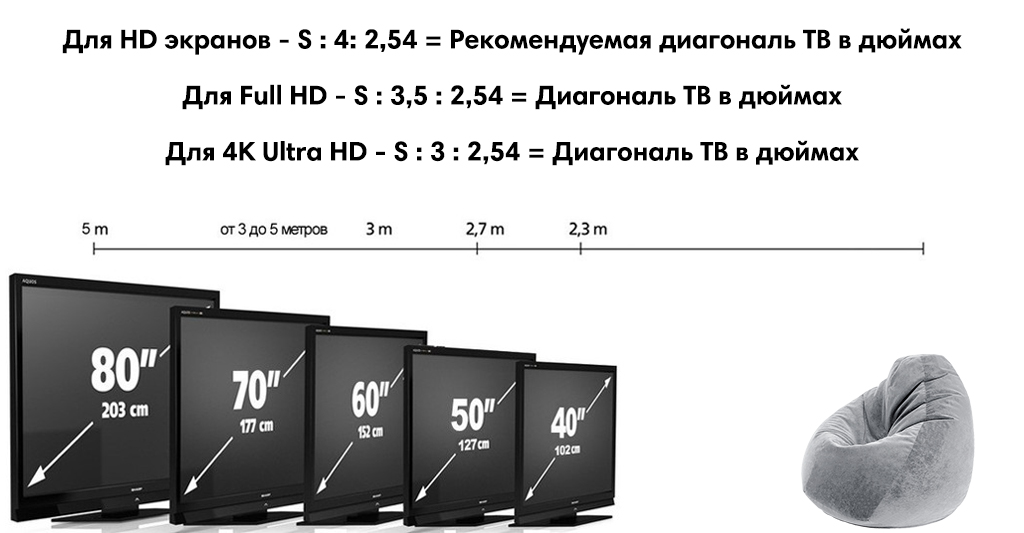 Для HD экранов - S : 4: 2,54 = Рекомендуемая диагональ ТВ в дюймах
Для Full HD - S : 3,5 : 2,54 = Диагональ ТВ в дюймах
Для 4K Ultra HD - S : 3 : 2,54 = Диагональ ТВ в дюймах
5 m от 3 до 5 метров 3 m 2,7 m 2,3 m
AQUOS
80"
203 cm
70"
177 cm
60"
152 cm
50"
127 cm
40"
102 cm